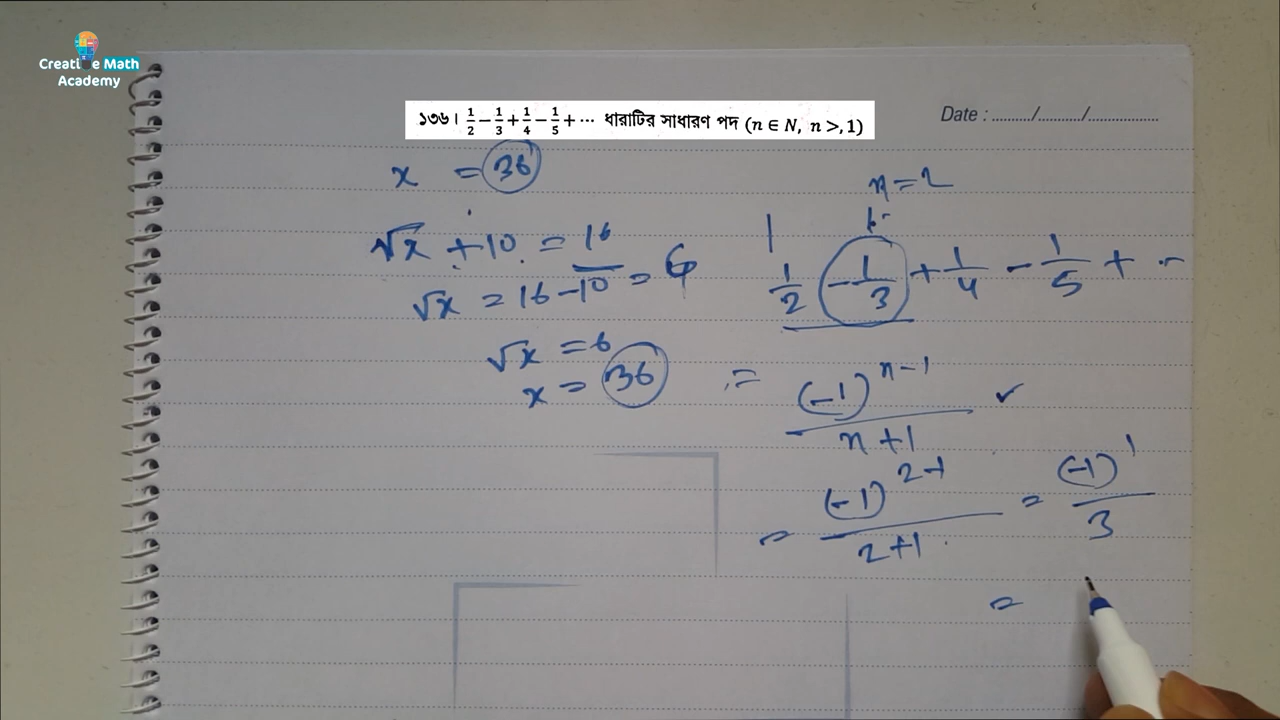 Creative Math
Academy
১৩৬। 1/2 − 1/3 + 1/4 − 1/5 + ⋯ ধারাটির সাধারণ পদ (n ∈ N, n >, 1)
Date : ........../........../..................
x = 36
√x + 10 = 16
√x = 16 − 10 = 6
√x = 6
x = 36
n = 2
1/2 − 1/3 + 1/4 − 1/5 + ...
= (−1)^(n−1) / (n+1) ✓
= (−1)^(2−1) / (2+1) = (−1)^1 / 3
=